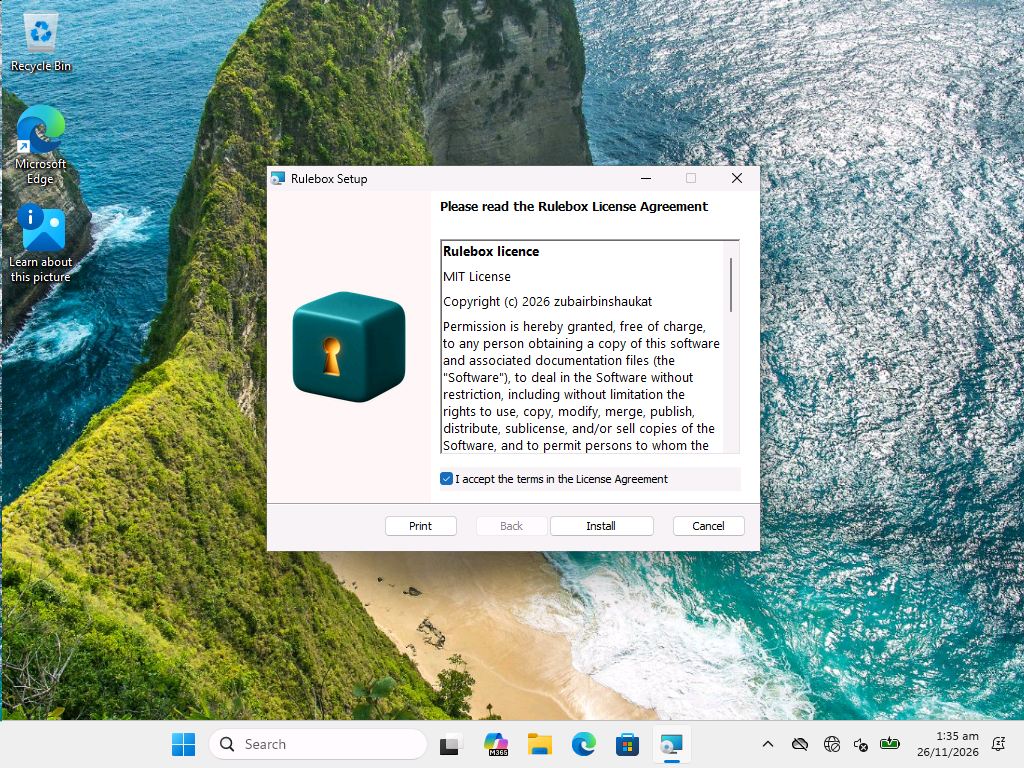 Recycle Bin
Microsoft
Edge
Learn about
this picture
Rulebox Setup
Please read the Rulebox License Agreement
Rulebox licence
MIT License
Copyright (c) 2026 zubairbinshaukat
Permission is hereby granted, free of charge,
to any person obtaining a copy of this software
and associated documentation files (the
"Software"), to deal in the Software without
restriction, including without limitation the
rights to use, copy, modify, merge, publish,
distribute, sublicense, and/or sell copies of the
Software, and to permit persons to whom the
I accept the terms in the License Agreement
Print
Back
Install
Cancel
Search
M365
1:35 am
26/11/2026